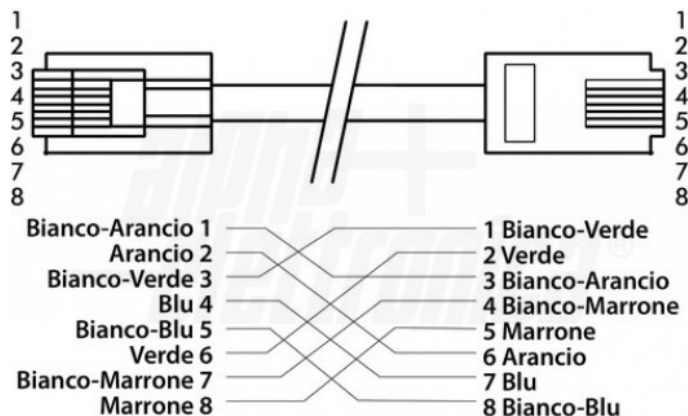 1 1
2 2
3 3
4 4
5 5
6 6
7 7
8 8
alpha
elettronica ®
Bianco-Arancio 1 1 Bianco-Verde
Arancio 2 2 Verde
Bianco-Verde 3 3 Bianco-Arancio
Blu 4 4 Bianco-Marrone
Bianco-Blu 5 5 Marrone
Verde 6 6 Arancio
Bianco-Marrone 7 7 Blu
Marrone 8 8 Bianco-Blu